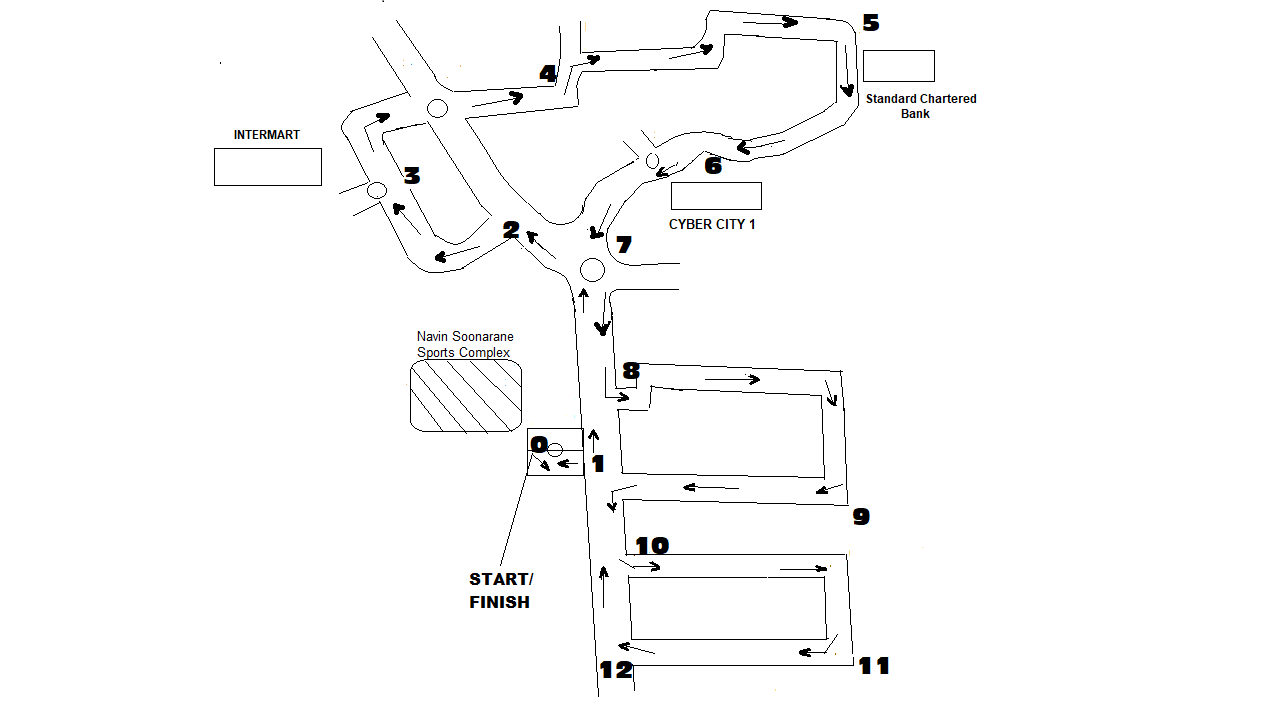 5
4
Standard Chartered
Bank
INTERMART
6
3
CYBER CITY 1
2
7
Navin Soonarane
Sports Complex
8
0
1
9
10
START/
FINISH
11
12